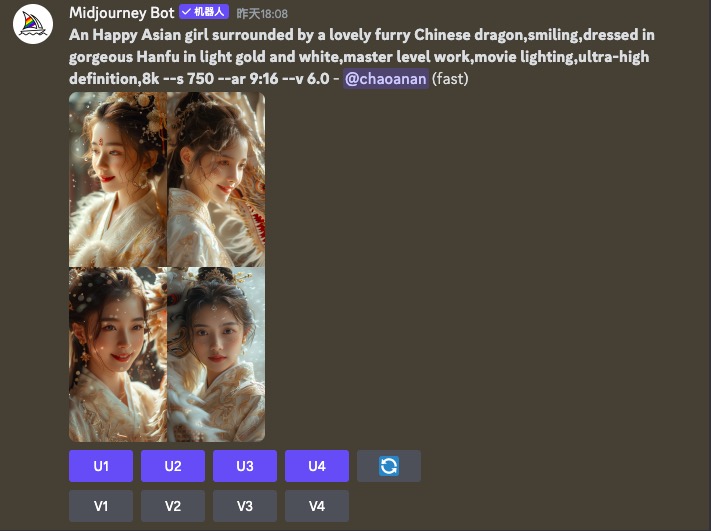 Midjourney Bot ✓ 机器人 昨天18:08
An Happy Asian girl surrounded by a lovely furry Chinese dragon,smiling,dressed in
gorgeous Hanfu in light gold and white,master level work,movie lighting,ultra-high
definition,8k --s 750 --ar 9:16 --v 6.0 - @chaoanan (fast)
U1 U2 U3 U4
V1 V2 V3 V4